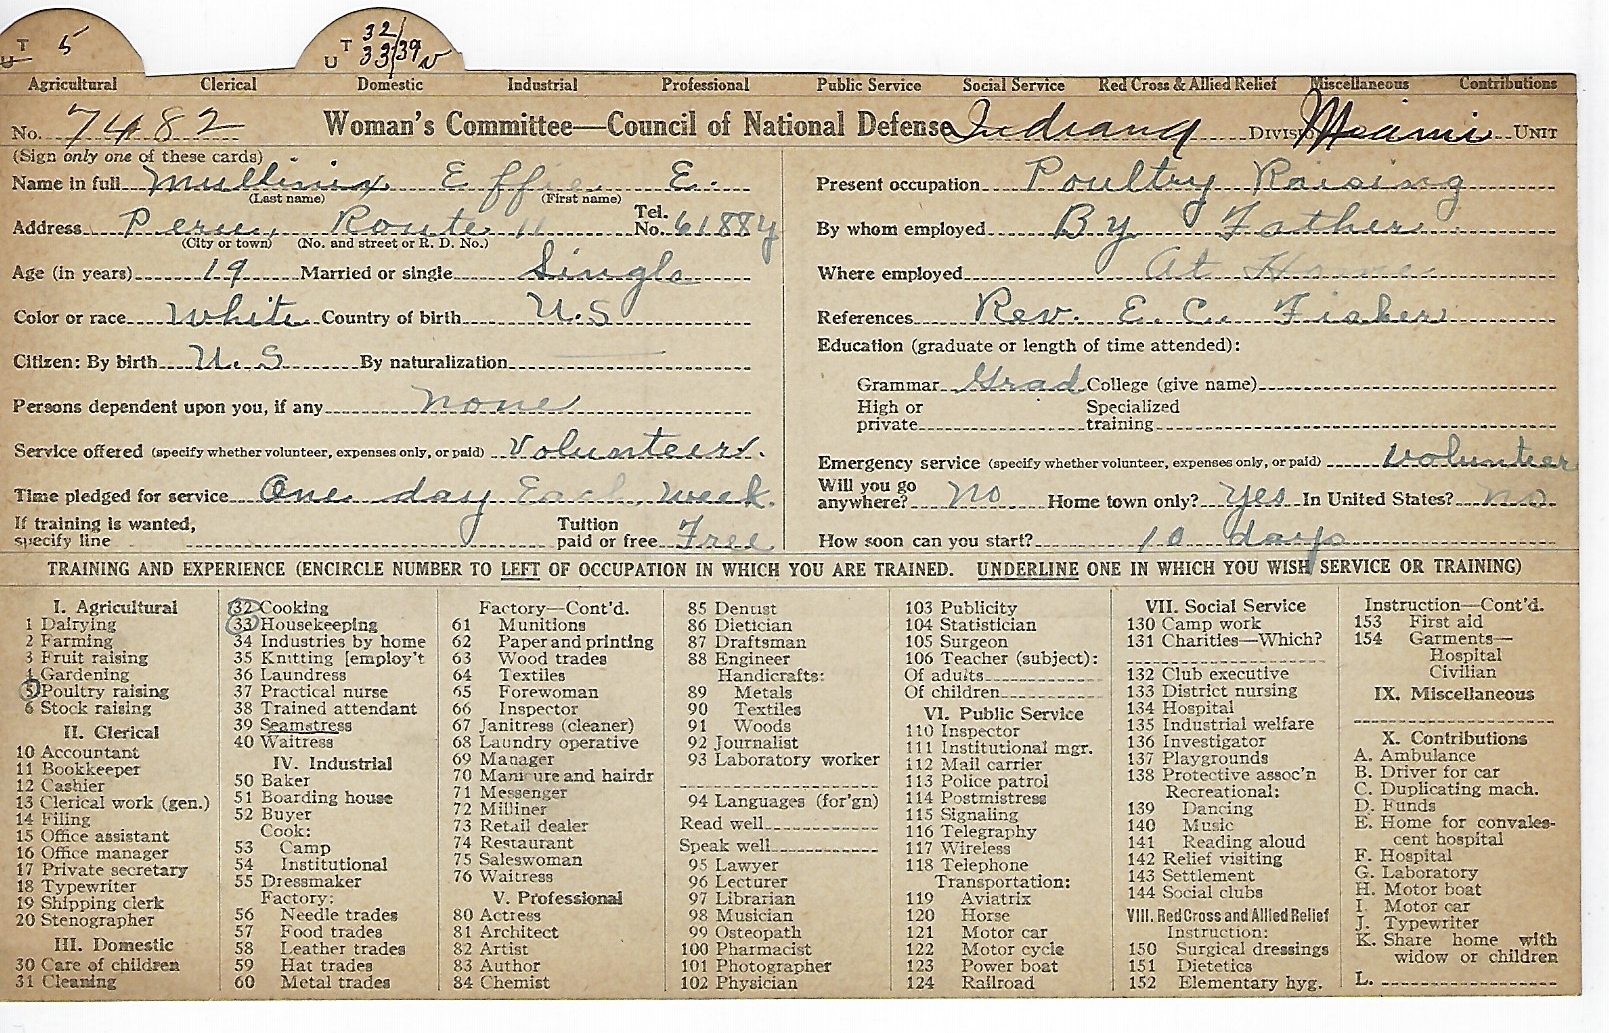 T
U 5
32
T 33/39 v
U
Agricultural Clerical Domestic Industrial Professional Public Service Social Service Red Cross & Allied Relief Miscellaneous Contributions
No. 7482 Woman's Committee—Council of National Defense Indiana Division Miami Unit
(Sign only one of these cards)
Name in full Mullinix Effie E.
(Last name) (First name)
Address Peru, Route 11 Tel. No. 61884
(City or town) (No. and street or R. D. No.)
Age (in years) 19 Married or single Single
Color or race White Country of birth U.S
Citizen: By birth U.S By naturalization
Persons dependent upon you, if any none
Service offered (specify whether volunteer, expenses only, or paid) Volunteer.
Time pledged for service One day Each week.
If training is wanted,
specify line
Tuition
paid or free Free
Present occupation Poultry Raising
By whom employed By Father
Where employed At Home
References Rev. E. C. Fisher
Education (graduate or length of time attended):
Grammar Grad College (give name)
High or
private
Specialized
training
Emergency service (specify whether volunteer, expenses only, or paid) volunteer
Will you go
anywhere? No Home town only? Yes In United States? no
How soon can you start? 10 days
TRAINING AND EXPERIENCE (ENCIRCLE NUMBER TO LEFT OF OCCUPATION IN WHICH YOU ARE TRAINED. UNDERLINE ONE IN WHICH YOU WISH SERVICE OR TRAINING)
I. Agricultural
1 Dairying
2 Farming
3 Fruit raising
4 Gardening
5 Poultry raising
6 Stock raising
II. Clerical
10 Accountant
11 Bookkeeper
12 Cashier
13 Clerical work (gen.)
14 Filing
15 Office assistant
16 Office manager
17 Private secretary
18 Typewriter
19 Shipping clerk
20 Stenographer
III. Domestic
30 Care of children
31 Cleaning
32 Cooking
33 Housekeeping
34 Industries by home
35 Knitting [employ't
36 Laundress
37 Practical nurse
38 Trained attendant
39 Seamstress
40 Waitress
IV. Industrial
50 Baker
51 Boarding house
52 Buyer
Cook:
53 Camp
54 Institutional
55 Dressmaker
Factory:
56 Needle trades
57 Food trades
58 Leather trades
59 Hat trades
60 Metal trades
Factory—Cont'd.
61 Munitions
62 Paper and printing
63 Wood trades
64 Textiles
65 Forewoman
66 Inspector
67 Janitress (cleaner)
68 Laundry operative
69 Manager
70 Manicure and hairdr
71 Messenger
72 Milliner
73 Retail dealer
74 Restaurant
75 Saleswoman
76 Waitress
V. Professional
80 Actress
81 Architect
82 Artist
83 Author
84 Chemist
85 Dentist
86 Dietician
87 Draftsman
88 Engineer
Handicrafts:
89 Metals
90 Textiles
91 Woods
92 Journalist
93 Laboratory worker
94 Languages (for'gn)
Read well
Speak well
95 Lawyer
96 Lecturer
97 Librarian
98 Musician
99 Osteopath
100 Pharmacist
101 Photographer
102 Physician
103 Publicity
104 Statistician
105 Surgeon
106 Teacher (subject):
Of adults
Of children
VI. Public Service
110 Inspector
111 Institutional mgr.
112 Mail carrier
113 Police patrol
114 Postmistress
115 Signaling
116 Telegraphy
117 Wireless
118 Telephone
Transportation:
119 Aviatrix
120 Horse
121 Motor car
122 Motor cycle
123 Power boat
124 Railroad
VII. Social Service
130 Camp work
131 Charities—Which?
132 Club executive
133 District nursing
134 Hospital
135 Industrial welfare
136 Investigator
137 Playgrounds
138 Protective assoc'n
Recreational:
139 Dancing
140 Music
141 Reading aloud
142 Relief visiting
143 Settlement
144 Social clubs
VIII. Red Cross and Allied Relief
Instruction:
150 Surgical dressings
151 Dietetics
152 Elementary hyg.
Instruction—Cont'd.
153 First aid
154 Garments—
Hospital
Civilian
IX. Miscellaneous
X. Contributions
A. Ambulance
B. Driver for car
C. Duplicating mach.
D. Funds
E. Home for convales-
cent hospital
F. Hospital
G. Laboratory
H. Motor boat
I. Motor car
J. Typewriter
K. Share home with
widow or children
L.